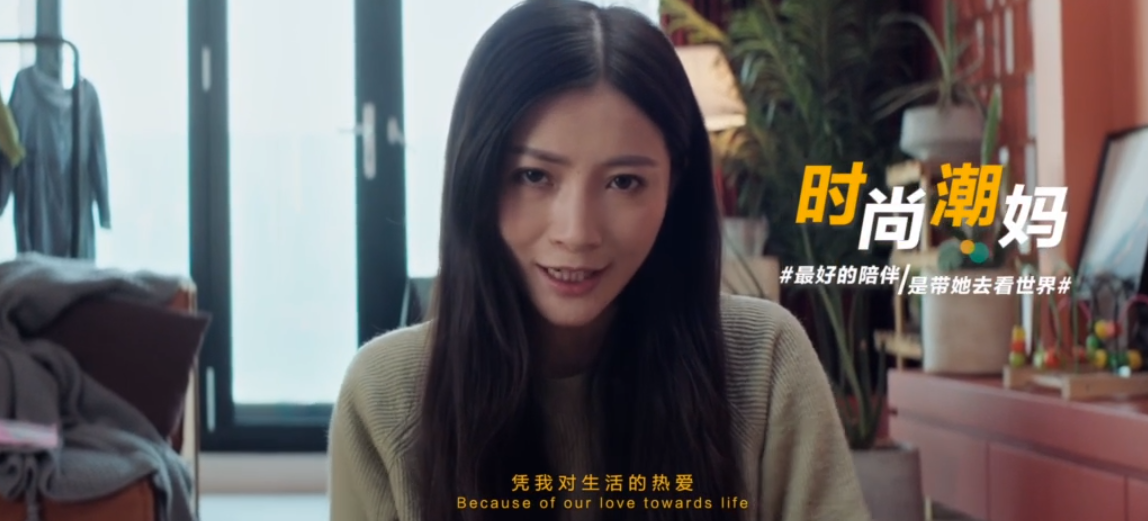 时尚潮妈
#最好的陪伴/是带她去看世界#
凭我对生活的热爱
Because of our love towards life